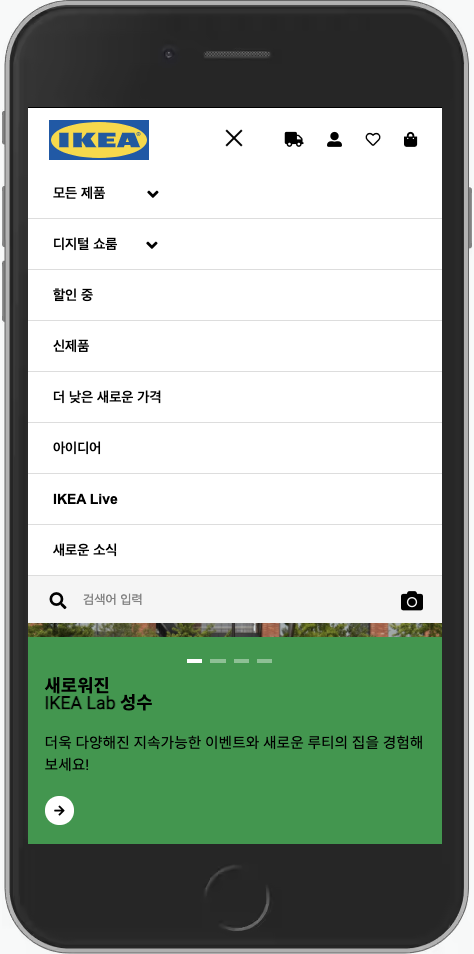 IKEA
모든 제품
디지털 쇼룸
할인 중
신제품
더 낮은 새로운 가격
아이디어
IKEA Live
새로운 소식
검색어 입력
새로워진
IKEA Lab 성수
더욱 다양해진 지속가능한 이벤트와 새로운 루티의 집을 경험해
보세요!